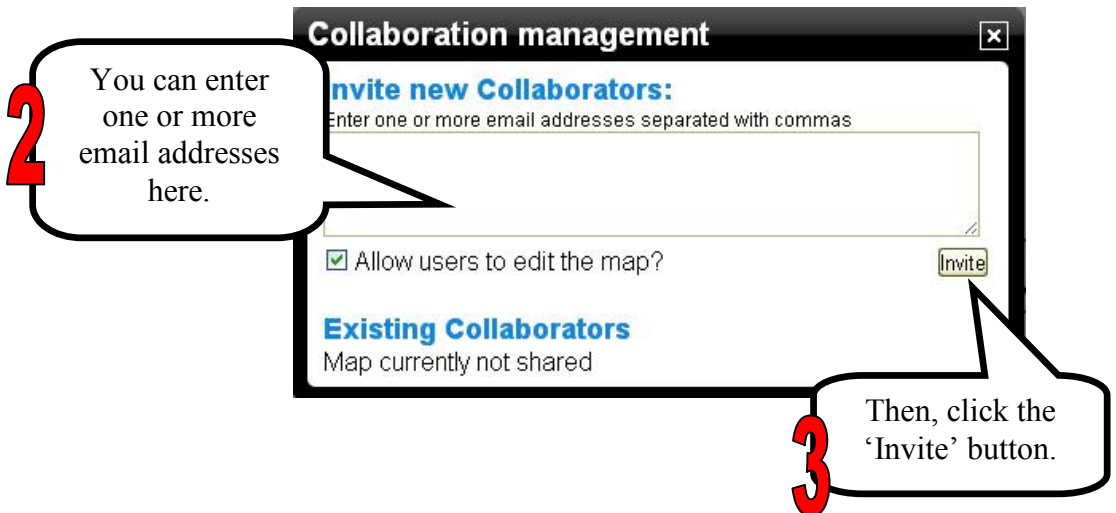 Collaboration management
2
You can enter
one or more
email addresses
here.
nvite new Collaborators:
Enter one or more email addresses separated with commas
Allow users to edit the map?
Invite
Existing Collaborators
Map currently not shared
3
Then, click the
‘Invite’ button.